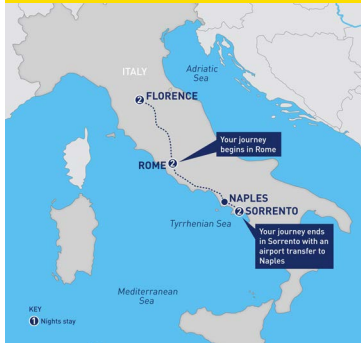 ITALY
Adriatic
Sea
2 FLORENCE
Your journey
begins in Rome
ROME 2
NAPLES
2 SORRENTO
Tyrrhenian Sea
Your journey ends
in Sorrento with an
airport transfer to
Naples
Mediterranean
Sea
KEY
1 Nights stay